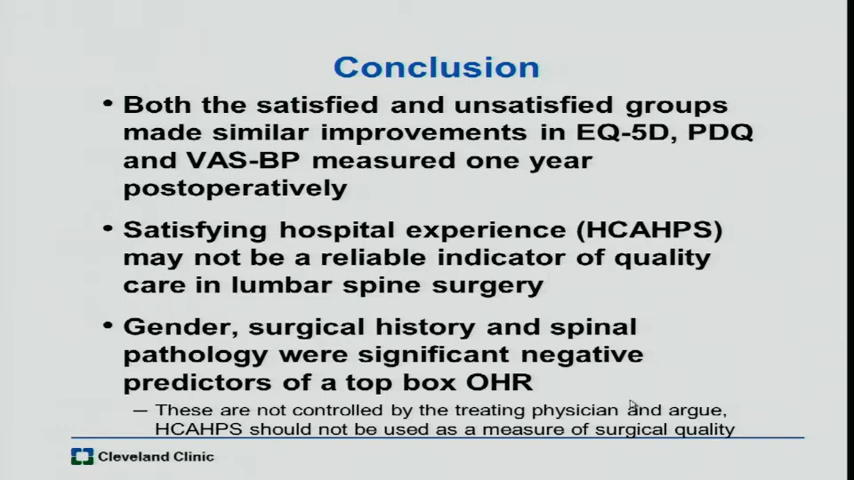 Conclusion
• Both the satisfied and unsatisfied groups
made similar improvements in EQ-5D, PDQ
and VAS-BP measured one year
postoperatively
• Satisfying hospital experience (HCAHPS)
may not be a reliable indicator of quality
care in lumbar spine surgery
• Gender, surgical history and spinal
pathology were significant negative
predictors of a top box OHR
– These are not controlled by the treating physician and argue,
HCAHPS should not be used as a measure of surgical quality
Cleveland Clinic